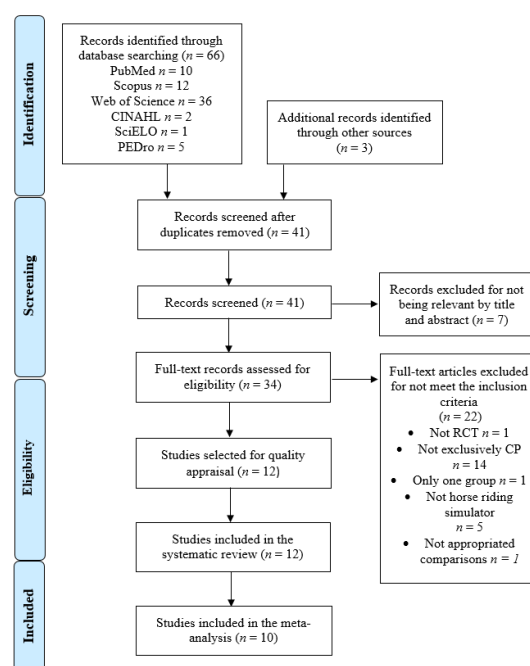 Identification
Records identified through
database searching (n = 66)
PubMed n = 10
Scopus n = 12
Web of Science n = 36
CINAHL n = 2
SciELO n = 1
PEDro n = 5
Additional records identified
through other sources
(n = 3)
Screening
Records screened after
duplicates removed (n = 41)
Records screened (n = 41)
Records excluded for not
being relevant by title
and abstract (n = 7)
Eligibility
Full-text records assessed for
eligibility (n = 34)
Full-text articles excluded
for not meet the inclusion
criteria
(n = 22)
• Not RCT n = 1
• Not exclusively CP
n = 14
• Only one group n = 1
• Not horse riding
simulator
n = 5
• Not appropriated
comparisons n = 1
Studies selected for quality
appraisal (n = 12)
Studies included in the
systematic review (n = 12)
Included
Studies included in the meta-
analysis (n = 10)